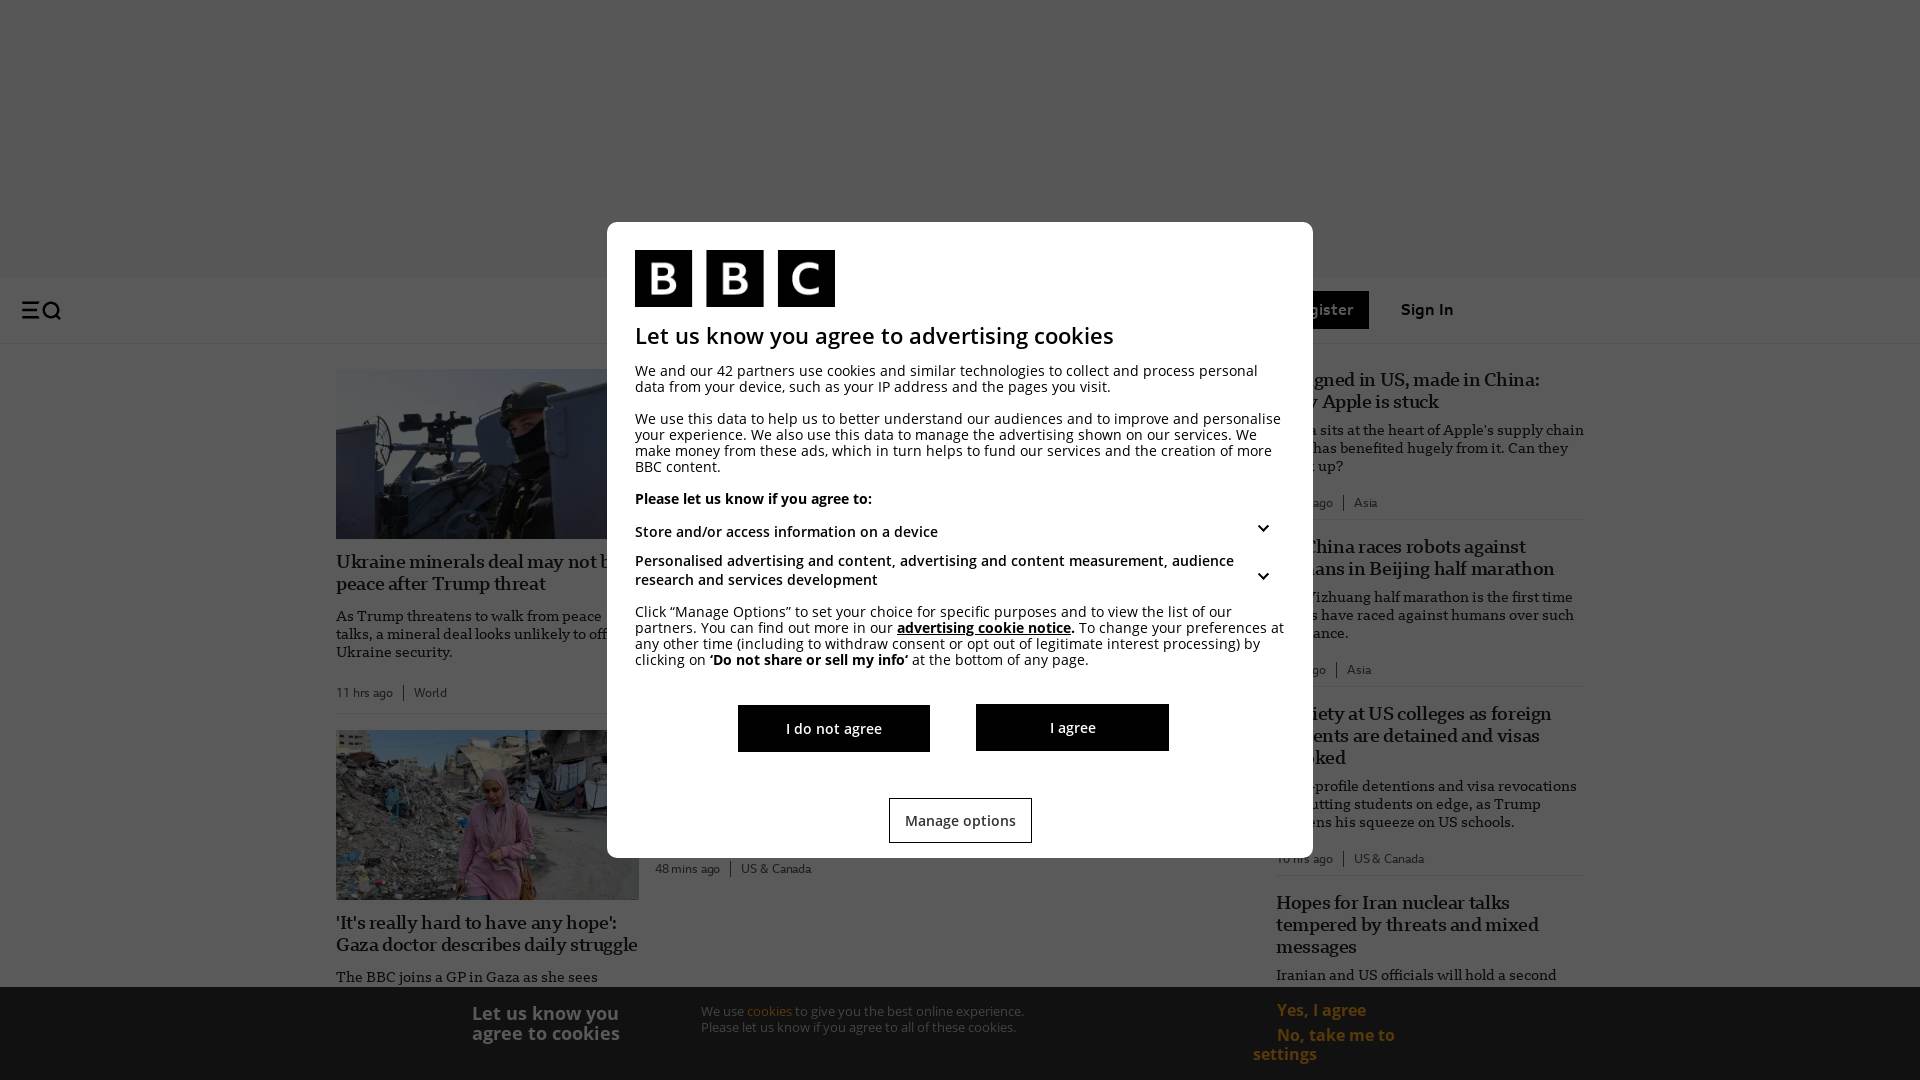 gister
Sign In
BBC
Let us know you agree to advertising cookies
We and our 42 partners use cookies and similar technologies to collect and process personal
data from your device, such as your IP address and the pages you visit.
We use this data to help us to better understand our audiences and to improve and personalise
your experience. We also use this data to manage the advertising shown on our services. We
make money from these ads, which in turn helps to fund our services and the creation of more
BBC content.
Please let us know if you agree to:
Store and/or access information on a device
Personalised advertising and content, advertising and content measurement, audience
research and services development
Click “Manage Options” to set your choice for specific purposes and to view the list of our
partners. You can find out more in our advertising cookie notice. To change your preferences at
any other time (including to withdraw consent or opt out of legitimate interest processing) by
clicking on ‘Do not share or sell my info‘ at the bottom of any page.
I do not agree
I agree
Manage options
Ukraine minerals deal may not b
peace after Trump threat
As Trump threatens to walk from peace
talks, a mineral deal looks unlikely to off
Ukraine security.
11 hrs ago
World
'It's really hard to have any hope':
Gaza doctor describes daily struggle
The BBC joins a GP in Gaza as she sees
48 mins ago
US & Canada
gned in US, made in China:
Apple is stuck
sits at the heart of Apple's supply chain
has benefited hugely from it. Can they
up?
ago
Asia
China races robots against
ans in Beijing half marathon
Yizhuang half marathon is the first time
have raced against humans over such
ance.
ago
Asia
iety at US colleges as foreign
ents are detained and visas
oked
-profile detentions and visa revocations
utting students on edge, as Trump
ens his squeeze on US schools.
10 hrs ago
US & Canada
Hopes for Iran nuclear talks
tempered by threats and mixed
messages
Iranian and US officials will hold a second
Let us know you
agree to cookies
We use cookies to give you the best online experience.
Please let us know if you agree to all of these cookies.
Yes, I agree
No, take me to
settings